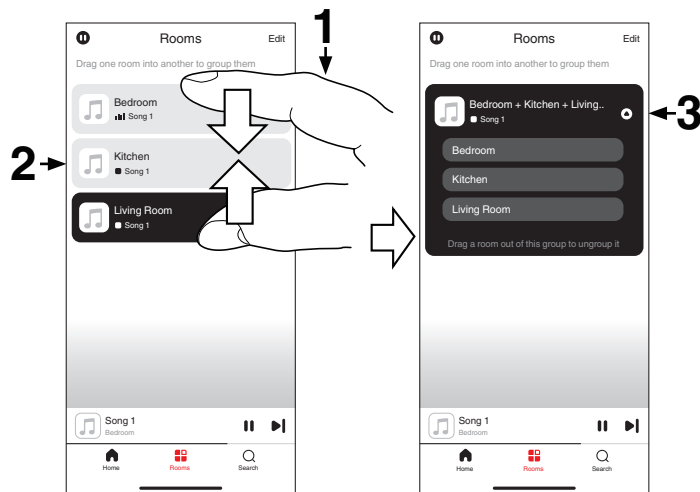 1
Rooms
Edit
Drag one room into another to group them
Bedroom
Song 1
2
Kitchen
Song 1
Living Room
Song 1
Song 1
Bedroom
Home
Rooms
Search
Rooms
Edit
Drag one room into another to group them
Bedroom + Kitchen + Living..
Song 1
3
Bedroom
Kitchen
Living Room
Drag a room out of this group to ungroup it
Song 1
Bedroom
Home
Rooms
Search